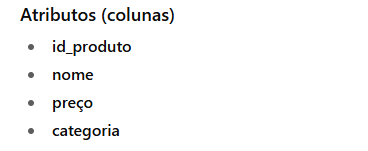 Atributos (colunas)
id_produto
nome
preço
categoria